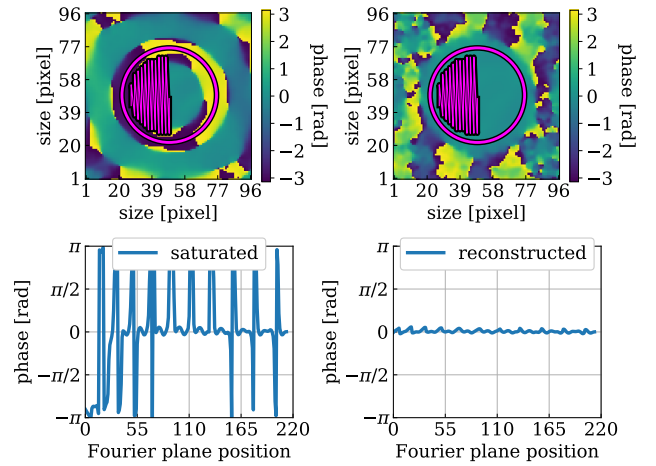 96
77
58
39
20
1
size [pixel]
1 20 39 58 77 96
size [pixel]
3
2
1
0
−1
−2
−3
phase [rad]
96
77
58
39
20
1
size [pixel]
1 20 39 58 77 96
size [pixel]
3
2
1
0
−1
−2
−3
phase [rad]
saturated
π
π/2
0
−π/2
−π
phase [rad]
0 55 110 165 220
Fourier plane position
reconstructed
π
π/2
0
−π/2
−π
phase [rad]
0 55 110 165 220
Fourier plane position